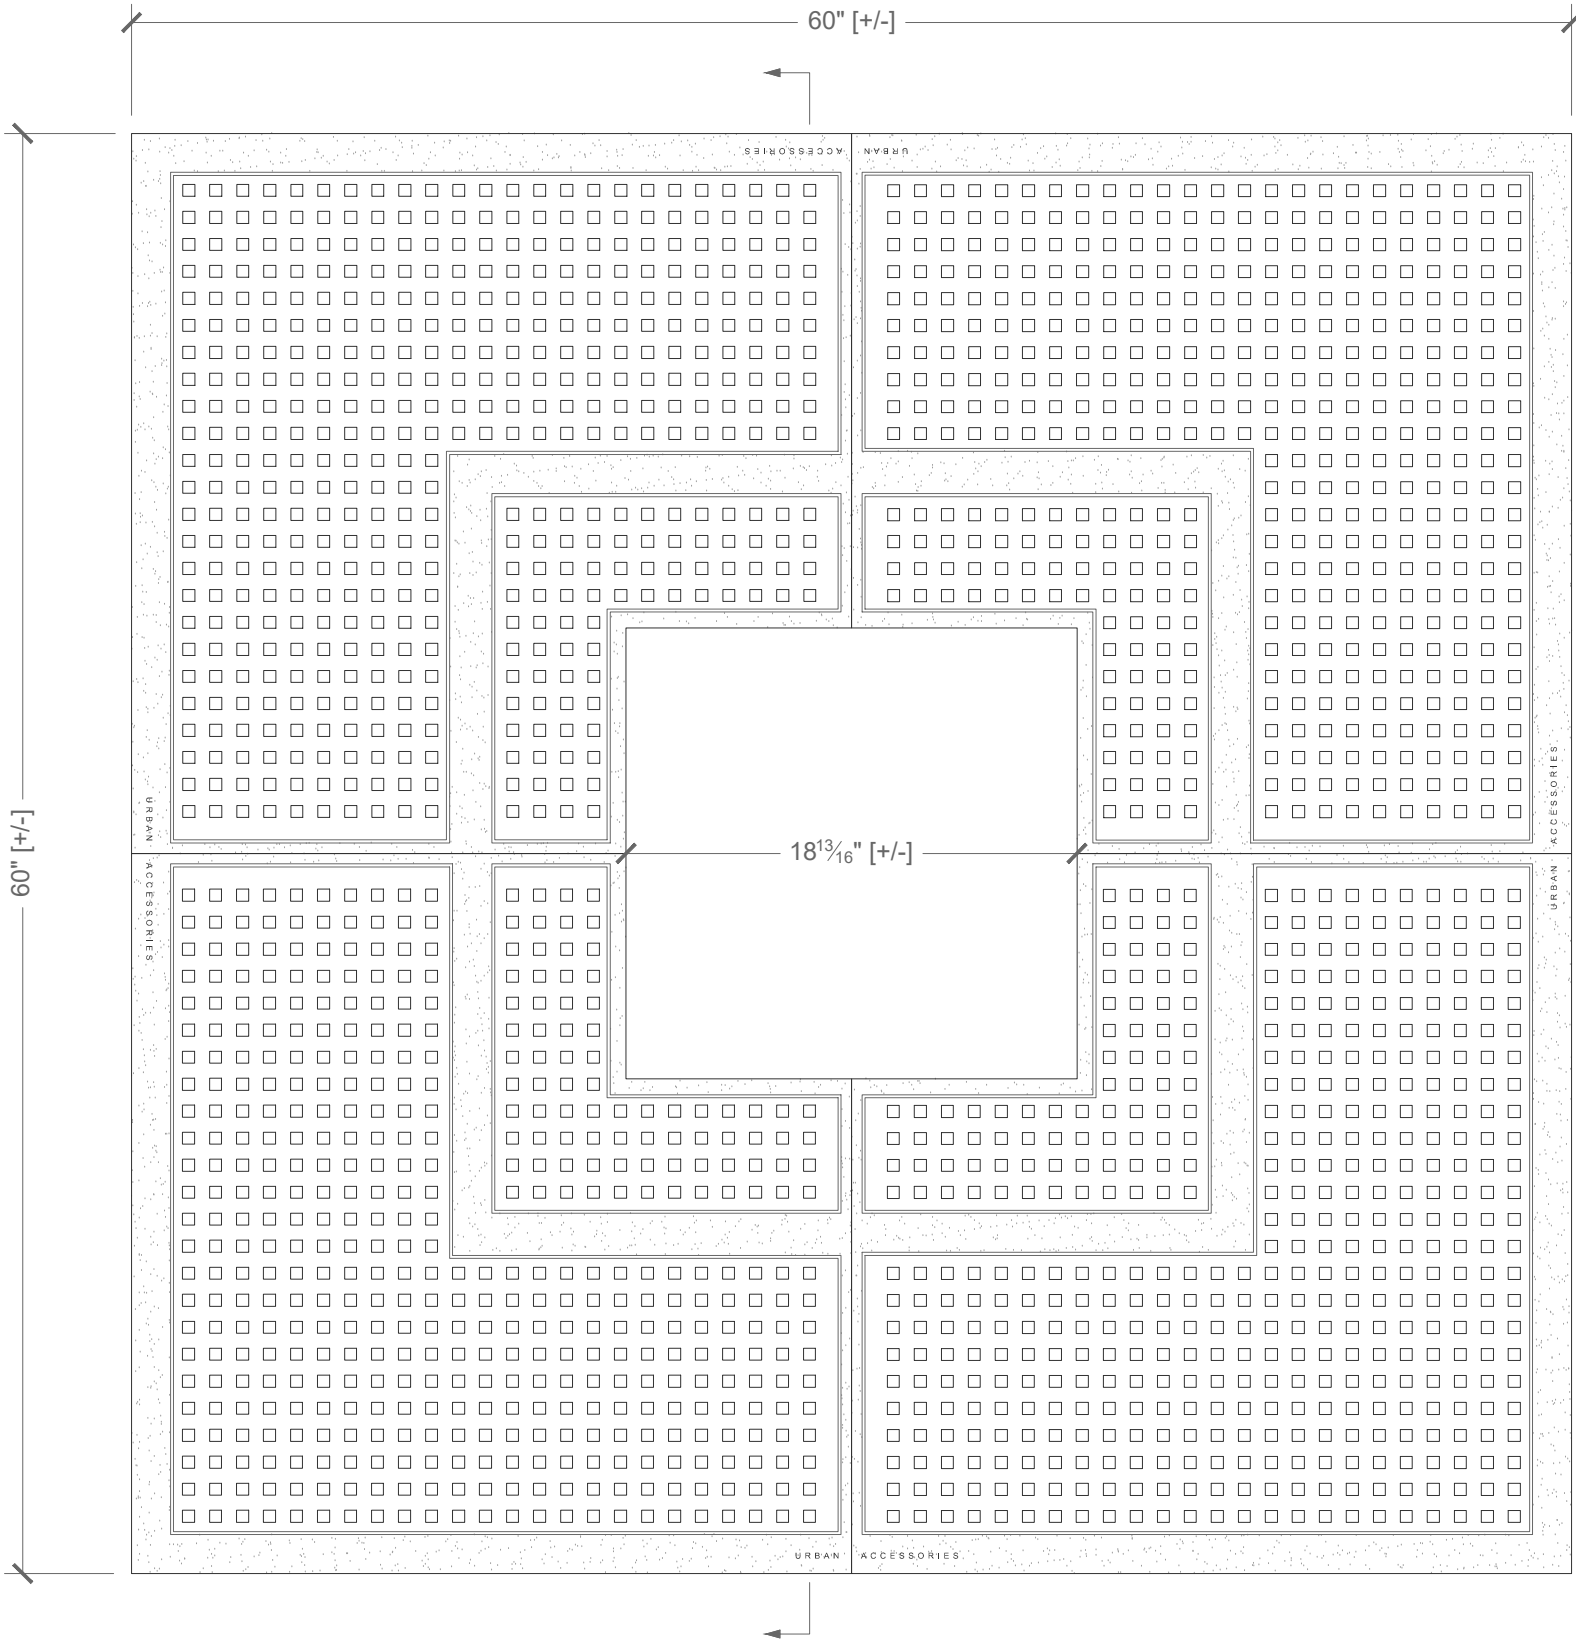 60" [+/-]
ACCESSORIES
URBAN
60" [+/-]
URBAN
ACCESSORIES
18 13/16" [+/-]
ACCESSORIES
URBAN
URBAN
ACCESSORIES